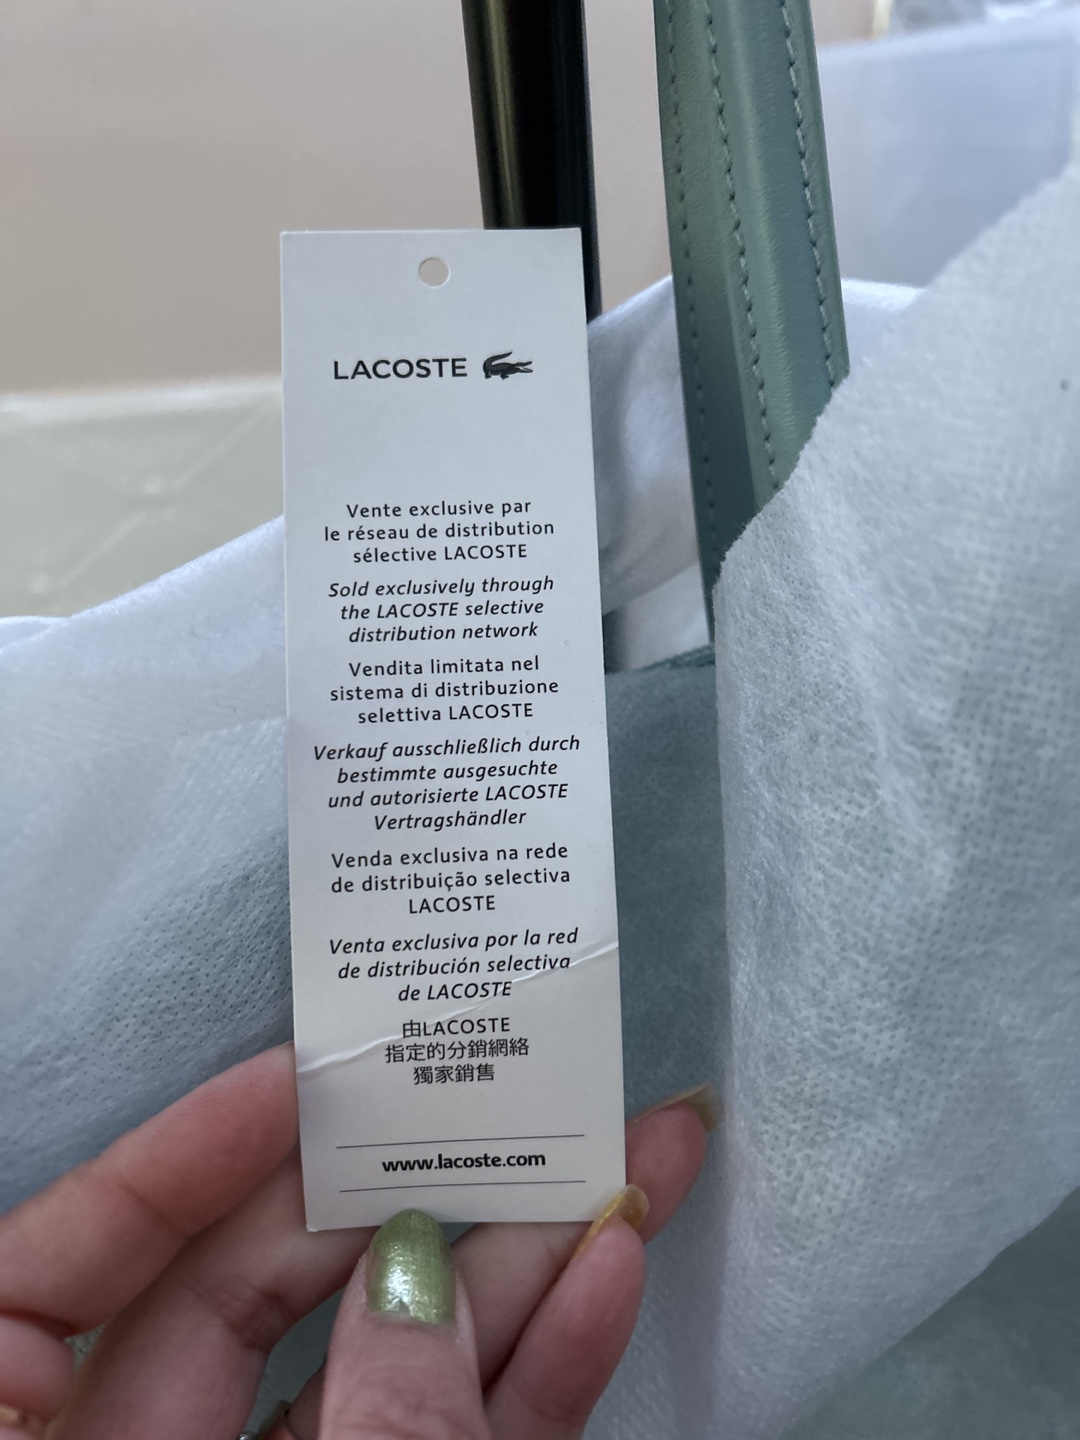 LACOSTE
Vente exclusive par
le réseau de distribution
sélective LACOSTE
Sold exclusively through
the LACOSTE selective
distribution network
Vendita limitata nel
sistema di distribuzione
selettiva LACOSTE
Verkauf ausschließlich durch
bestimmte ausgesuchte
und autorisierte LACOSTE
Vertragshändler
Venda exclusiva na rede
de distribuição selectiva
LACOSTE
Venta exclusiva por la red
de distribución selectiva
de LACOSTE
由LACOSTE
指定的分銷網絡
獨家銷售
www.lacoste.com